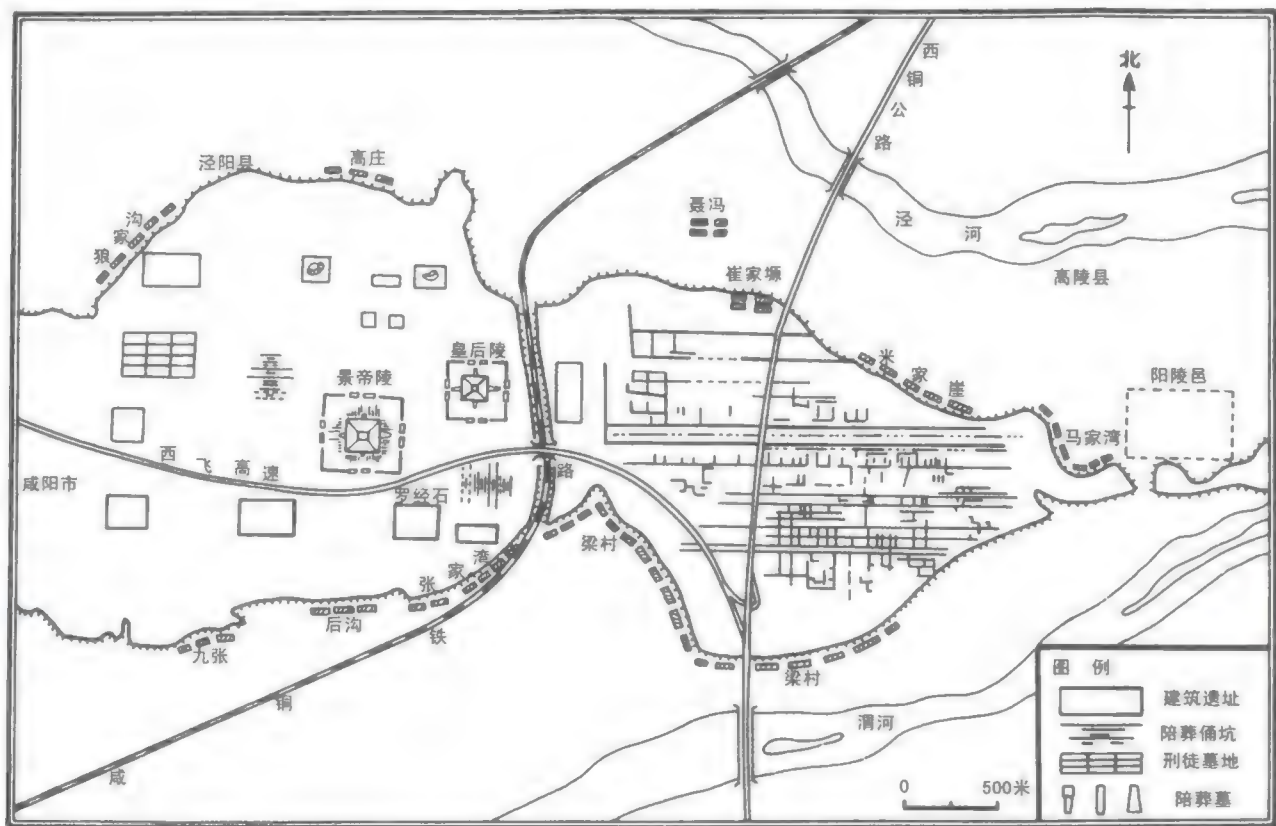 北
西铜公路
泾阳县
高庄
狼家沟
聂冯
泾河
崔家塬
高陵县
皇后陵
景帝陵
米家崖
阳陵邑
马家湾
西飞高速
咸阳市
罗经石
梁村
张家湾
后沟
九张
咸铜铁路
梁村
渭河
0 500米
图例
建筑遗址
陪葬俑坑
刑徒墓地
陪葬墓